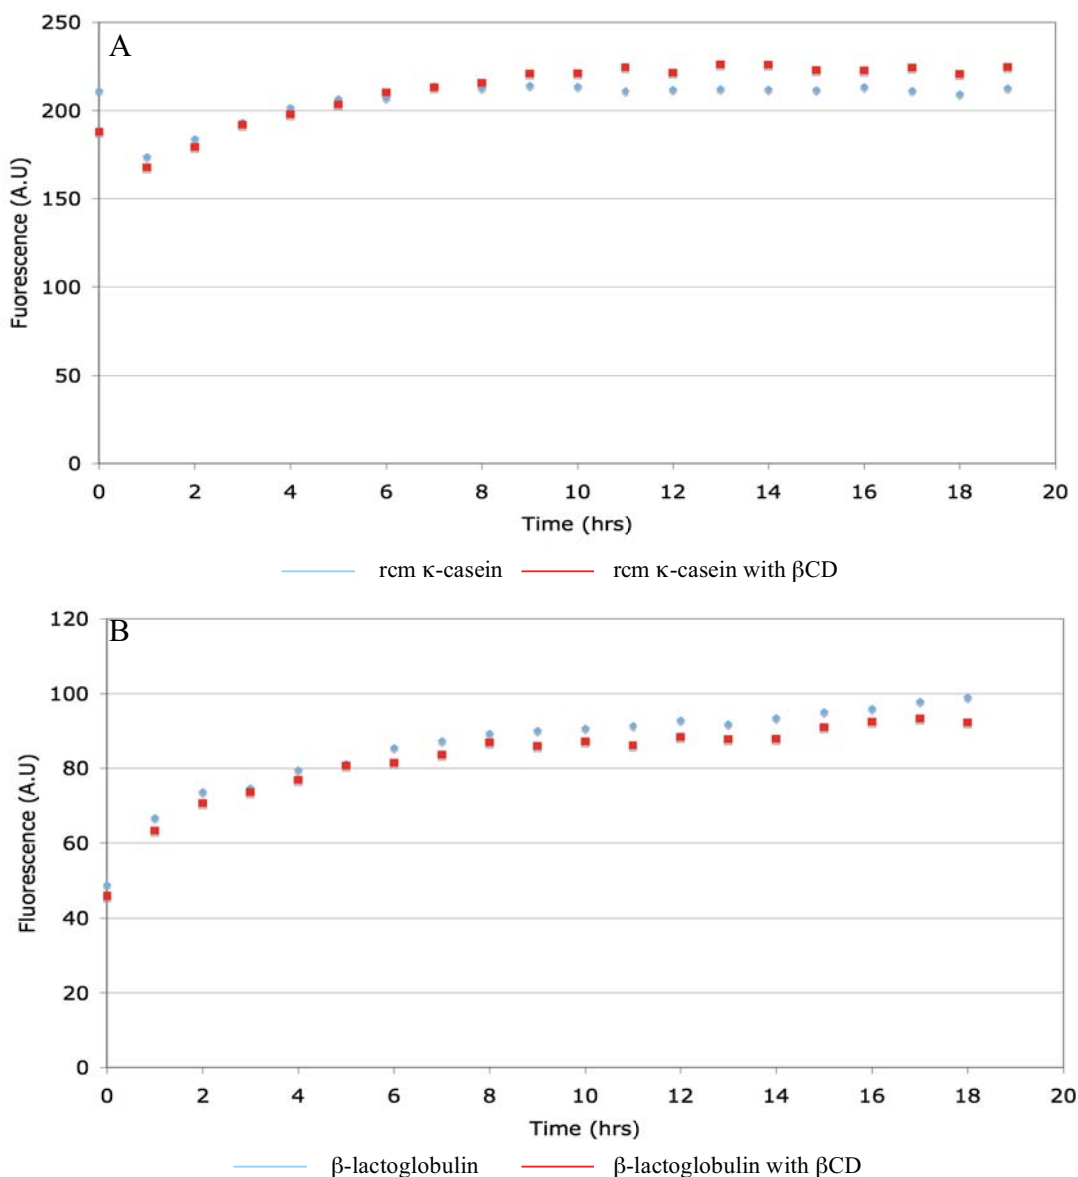 A
250
200
150
100
50
0
Fuorescence (A.U)
0 2 4 6 8 10 12 14 16 18 20
Time (hrs)
rcm κ-casein rcm κ-casein with βCD
B
120
100
80
60
40
20
0
Fluorescence (A.U)
0 2 4 6 8 10 12 14 16 18 20
Time (hrs)
β-lactoglobulin β-lactoglobulin with βCD